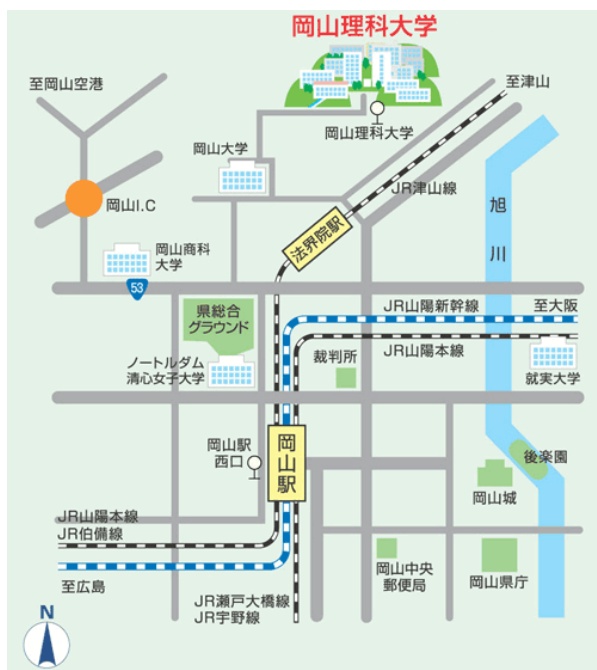 岡山理科大学
至岡山空港
至津山
岡山理科大学
岡山大学
JR津山線
岡山I.C
旭川
法界院駅
岡山商科
大学
53
県総合
グラウンド
JR山陽新幹線
至大阪
ノートルダム
清心女子大学
裁判所
JR山陽本線
就実大学
岡山駅
西口
岡山駅
後楽園
岡山城
JR山陽本線
JR伯備線
至広島
岡山中央
郵便局
岡山県庁
JR瀬戸大橋線
JR宇野線
N